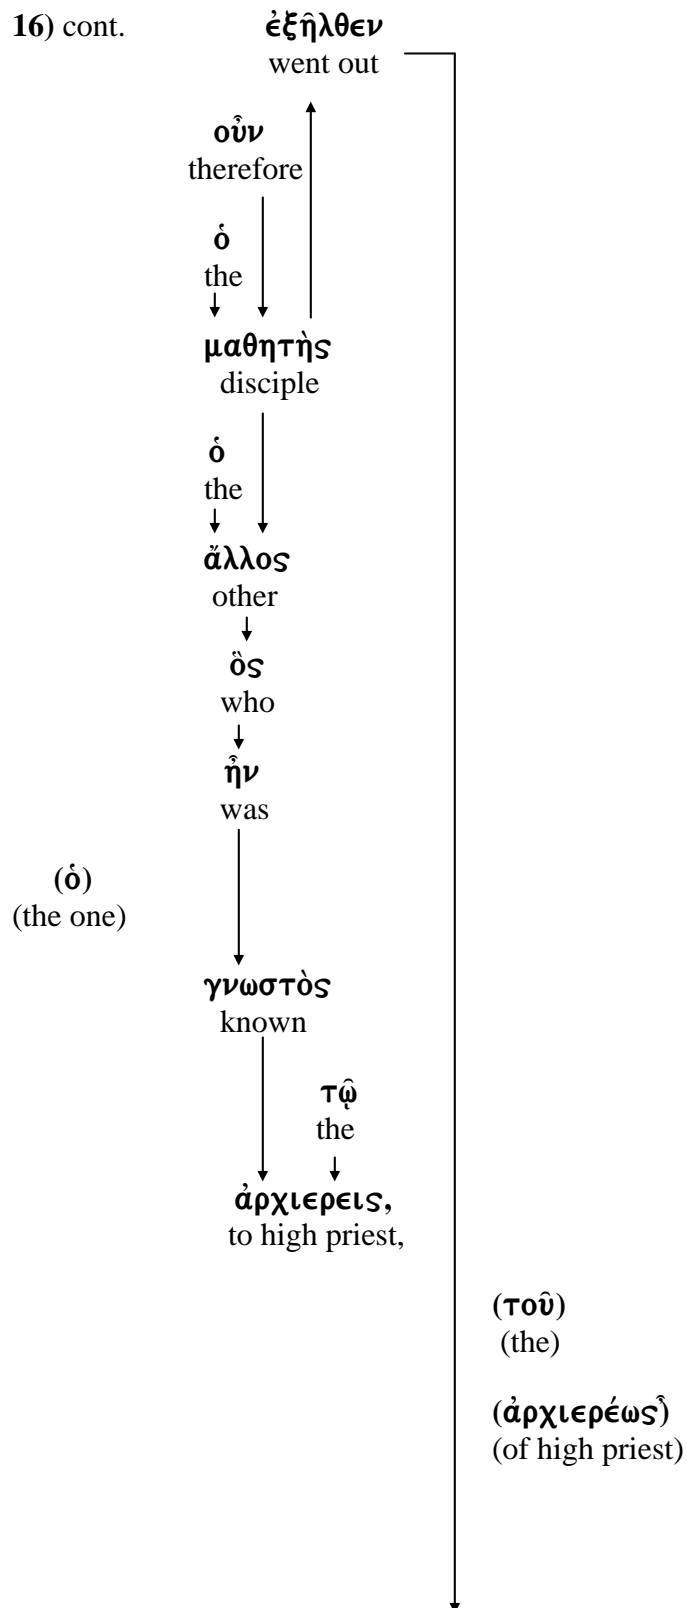 16) cont.
ἐξῆλθεν
went out
οὖν
therefore
ὁ
the
μαθητὴς
disciple
ὁ
the
ἄλλος
other
ὃς
who
ἦν
was
(ὁ)
(the one)
γνωστὸς
known
τῷ
the
ἀρχιερεις,
to high priest,
(τοῦ)
(the)
(ἀρχιερέως῏)
(of high priest)